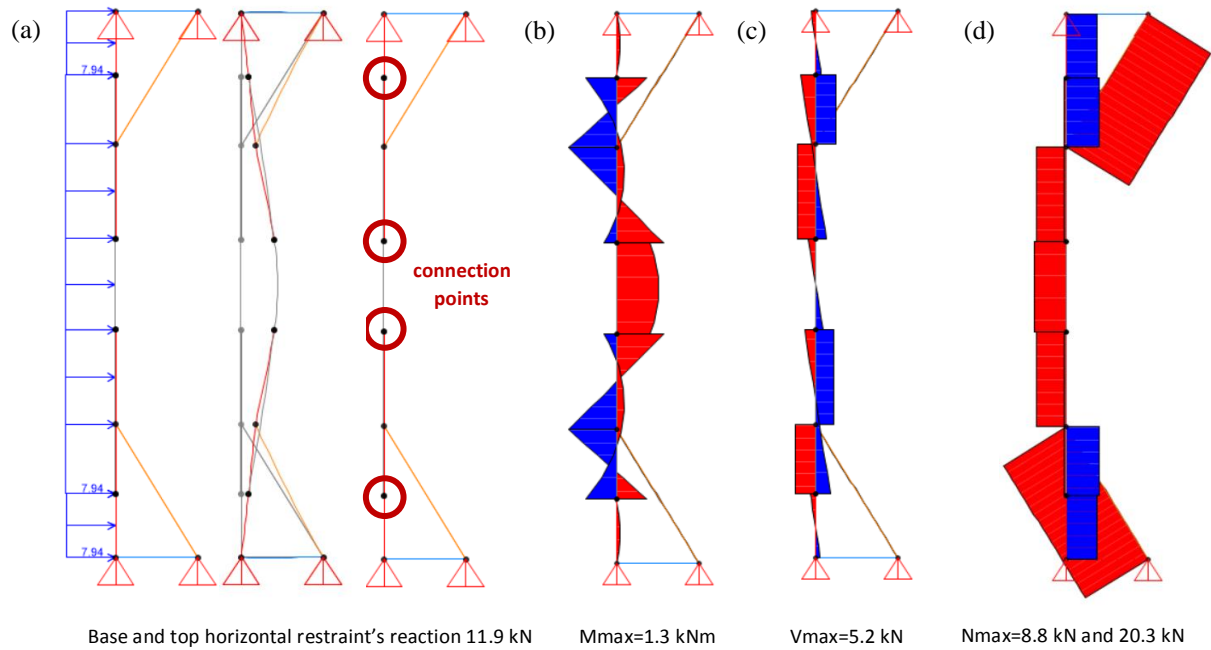 (a)
(b)
(c)
(d)
7.94
connection
points
7.94
7.94
Base and top horizontal restraint's reaction 11.9 kN
Mmax=1.3 kNm
Vmax=5.2 kN
Nmax=8.8 kN and 20.3 kN